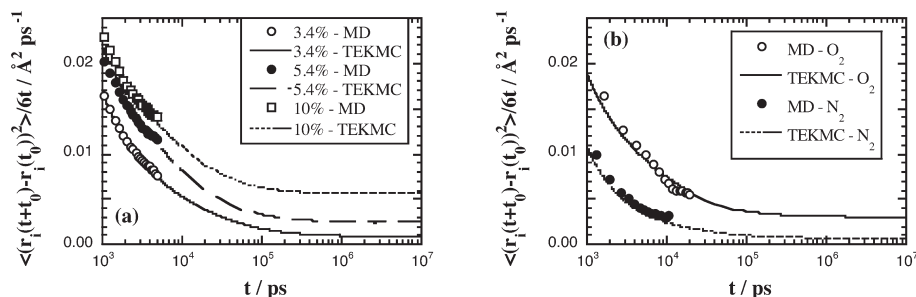 <(r_i(t+t_0)-r_i(t_0))^2>/6t / Å^2 ps^-1
0.02
0.01
0.00
3.4% - MD
3.4% - TEKMC
5.4% - MD
5.4% - TEKMC
10% - MD
10% - TEKMC
(a)
10^3 10^4 10^5 10^6 10^7
t / ps
<(r_i(t+t_0)-r_i(t_0))^2>/6t / Å^2 ps^-1
0.02
0.01
0.00
(b)
MD - O_2
TEKMC - O_2
MD - N_2
TEKMC - N_2
10^3 10^4 10^5 10^6 10^7
t / ps